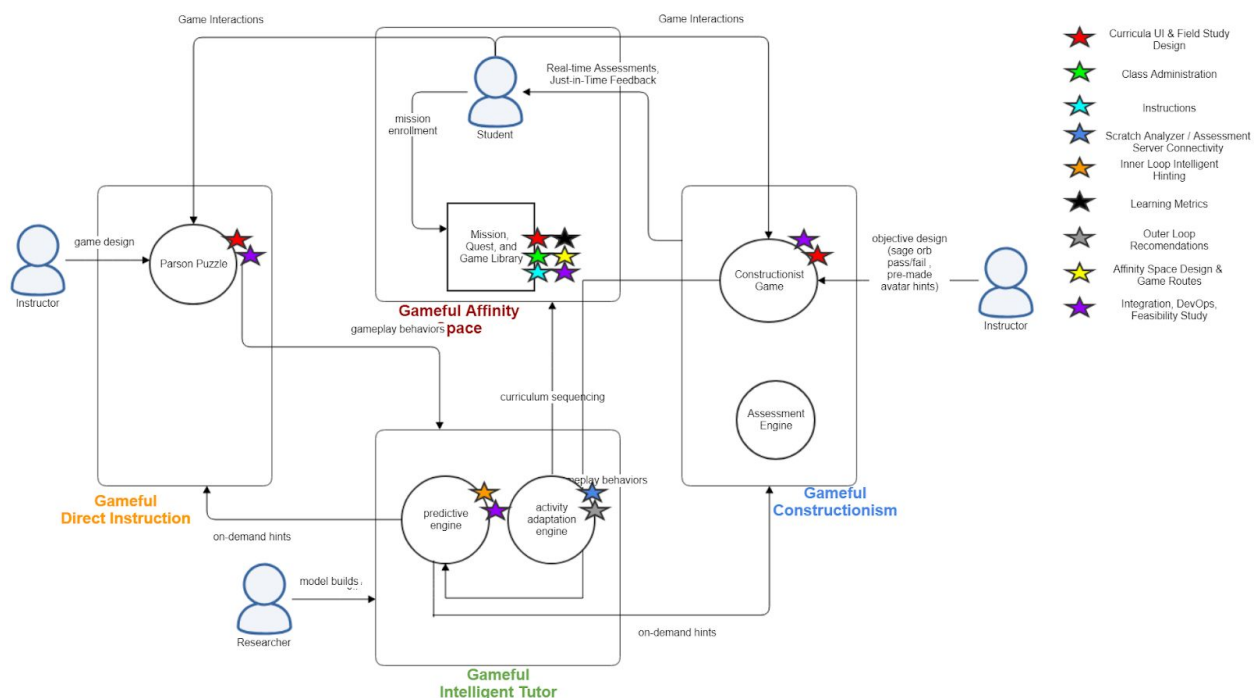 Game Interactions
Game Interactions
Real-time Assessments,
Just-in-Time Feedback
mission
enrollment
Student
Instructor
game design
Parson Puzzle
Mission,
Quest, and
Game Library
Gameful Affinity
pace
gameplay behaviors
Constructionist
Game
objective design
(sage orb
pass/fail ,
pre-made
avatar hints)
Instructor
curriculum sequencing
Assessment
Engine
Gameful
Direct Instruction
on-demand hints
predictive
engine
eplay behaviors
activity
adaptation
engine
Gameful
Constructionism
model builds
Researcher
on-demand hints
Gameful
Intelligent Tutor
Curricula UI & Field Study
Design
Class Administration
Instructions
Scratch Analyzer / Assessment
Server Connectivity
Inner Loop Intelligent
Hinting
Learning Metrics
Outer Loop
Recomendations
Affinity Space Design &
Game Routes
Integration, DevOps,
Feasibility Study